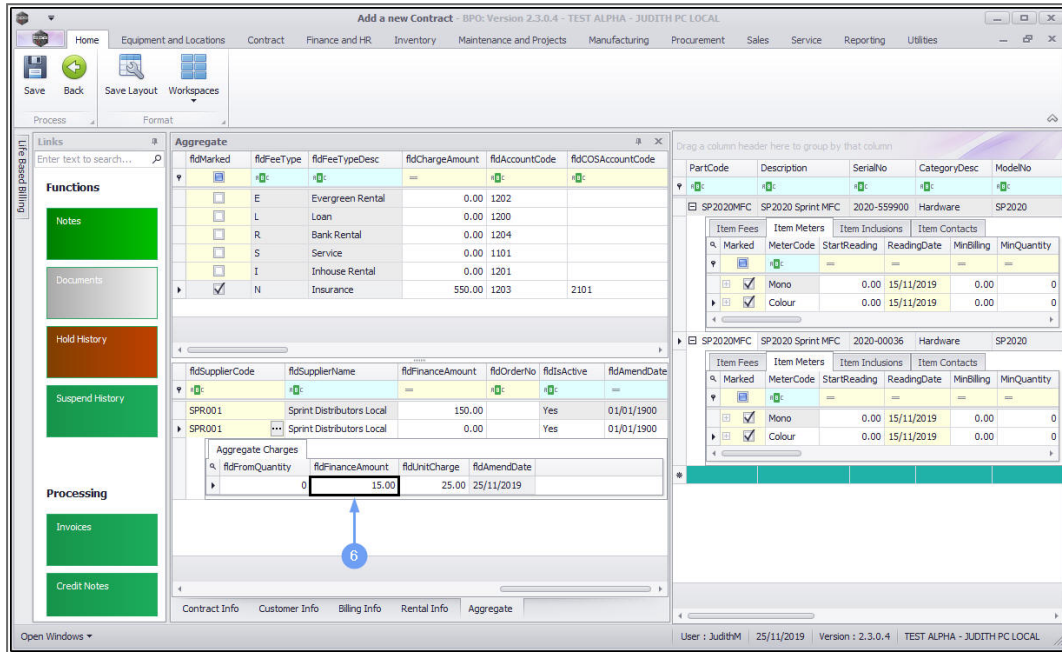 Add a new Contract - BPO: Version 2.3.0.4 - TEST ALPHA - JUDITH PC LOCAL
Home Equipment and Locations Contract Finance and HR Inventory Maintenance and Projects Manufacturing Procurement Sales Service Reporting Utilities
Save Back Save Layout Workspaces
Process Format
Life Based Billing
Links
Enter text to search...
Functions
Notes
Documents
Hold History
Suspend History
Processing
Invoices
Credit Notes
Aggregate
fldMarked fldFeeType fldFeeTypeDesc fldChargeAmount fldAccountCode fldCOSAccountCode
E Evergreen Rental 0.00 1202
L Loan 0.00 1200
R Bank Rental 0.00 1204
S Service 0.00 1101
I Inhouse Rental 0.00 1201
N Insurance 550.00 1203 2101
fldSupplierCode fldSupplierName fldFinanceAmount fldOrderNo fldIsActive fldAmendDate
SPR001 Sprint Distributors Local 150.00 Yes 01/01/1900
SPR001 ... Sprint Distributors Local 0.00 Yes 01/01/1900
Aggregate Charges
fldFromQuantity fldFinanceAmount fldUnitCharge fldAmendDate
0 15.00 25.00 25/11/2019
6
Contract Info Customer Info Billing Info Rental Info Aggregate
Drag a column header here to group by that column
PartCode Description SerialNo CategoryDesc ModelNo
SP2020MFC SP2020 Sprint MFC 2020-559900 Hardware SP2020
Item Fees Item Meters Item Inclusions Item Contacts
Marked MeterCode StartReading ReadingDate MinBilling MinQuantity
Mono 0.00 15/11/2019 0.00 0
Colour 0.00 15/11/2019 0.00 0
SP2020MFC SP2020 Sprint MFC 2020-00036 Hardware SP2020
Item Fees Item Meters Item Inclusions Item Contacts
Marked MeterCode StartReading ReadingDate MinBilling MinQuantity
Mono 0.00 15/11/2019 0.00 0
Colour 0.00 15/11/2019 0.00 0
Open Windows
User : JudithM 25/11/2019 Version : 2.3.0.4 TEST ALPHA - JUDITH PC LOCAL